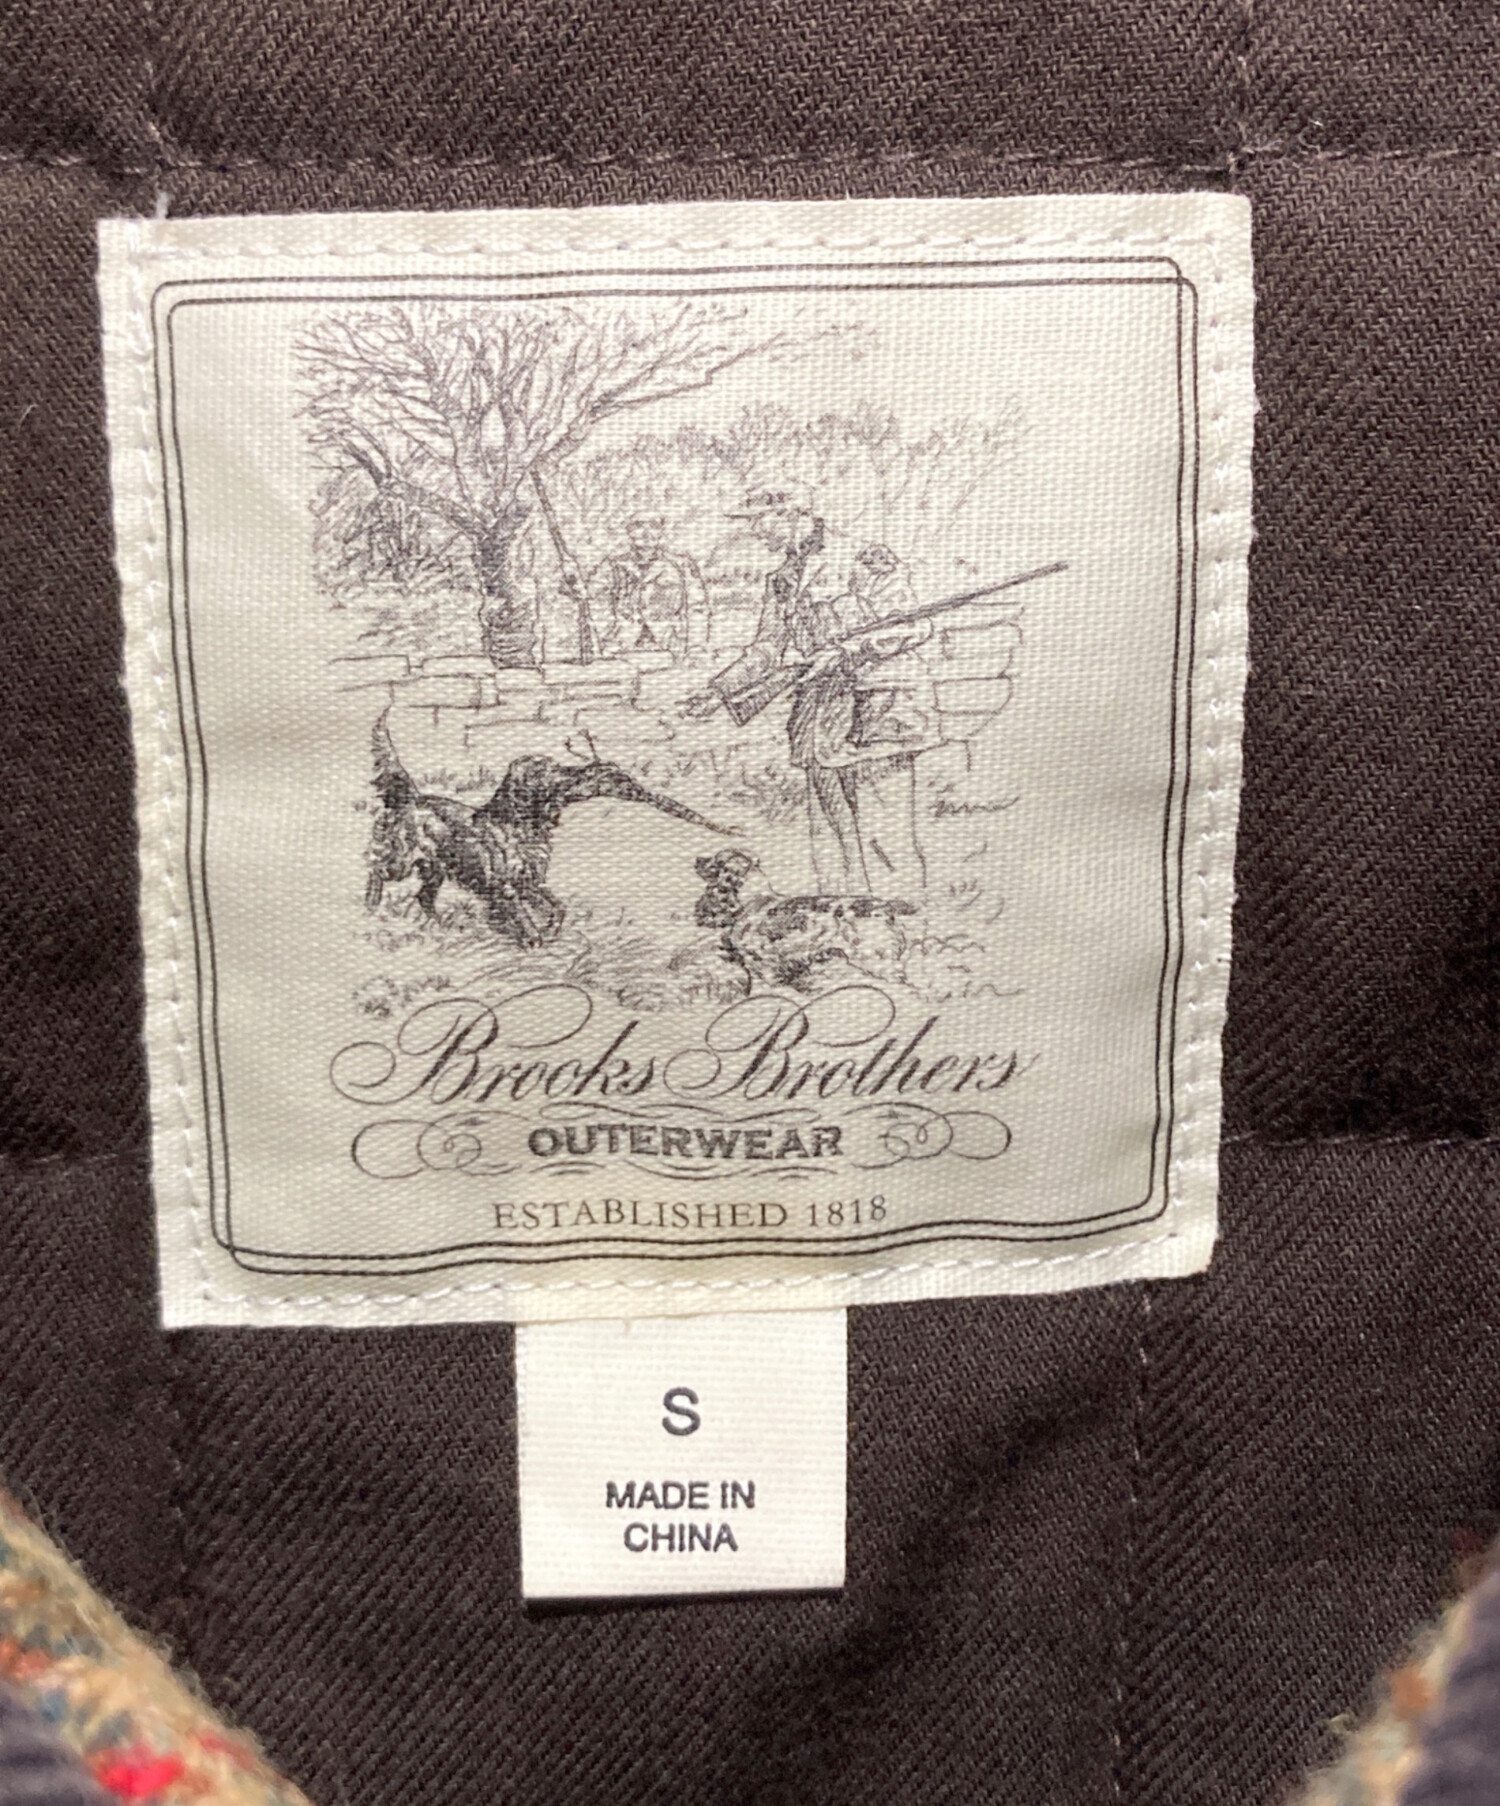 Brooks Brothers
OUTERWEAR
ESTABLISHED 1818
S
MADE IN
CHINA